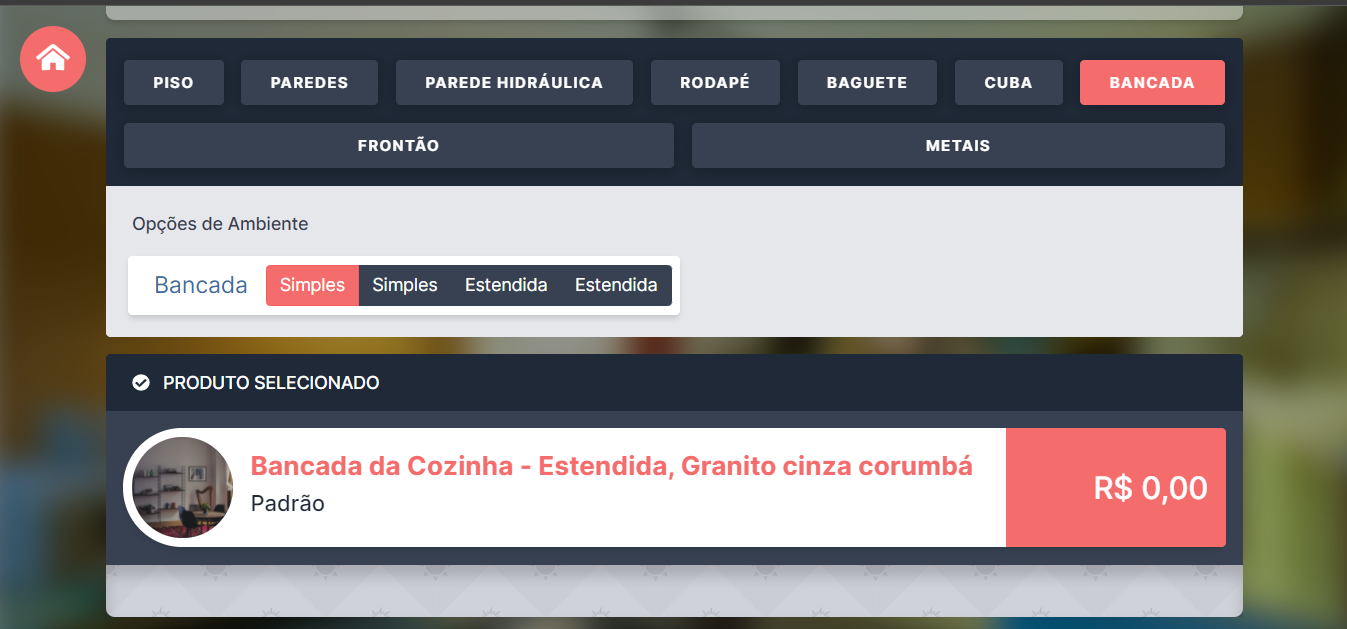 PISO PAREDES PAREDE HIDRÁULICA RODAPÉ BAGUETE CUBA BANCADA
FRONTÃO METAIS
Opções de Ambiente
Bancada Simples Simples Estendida Estendida
PRODUTO SELECIONADO
Bancada da Cozinha - Estendida, Granito cinza corumbá
Padrão
R$ 0,00